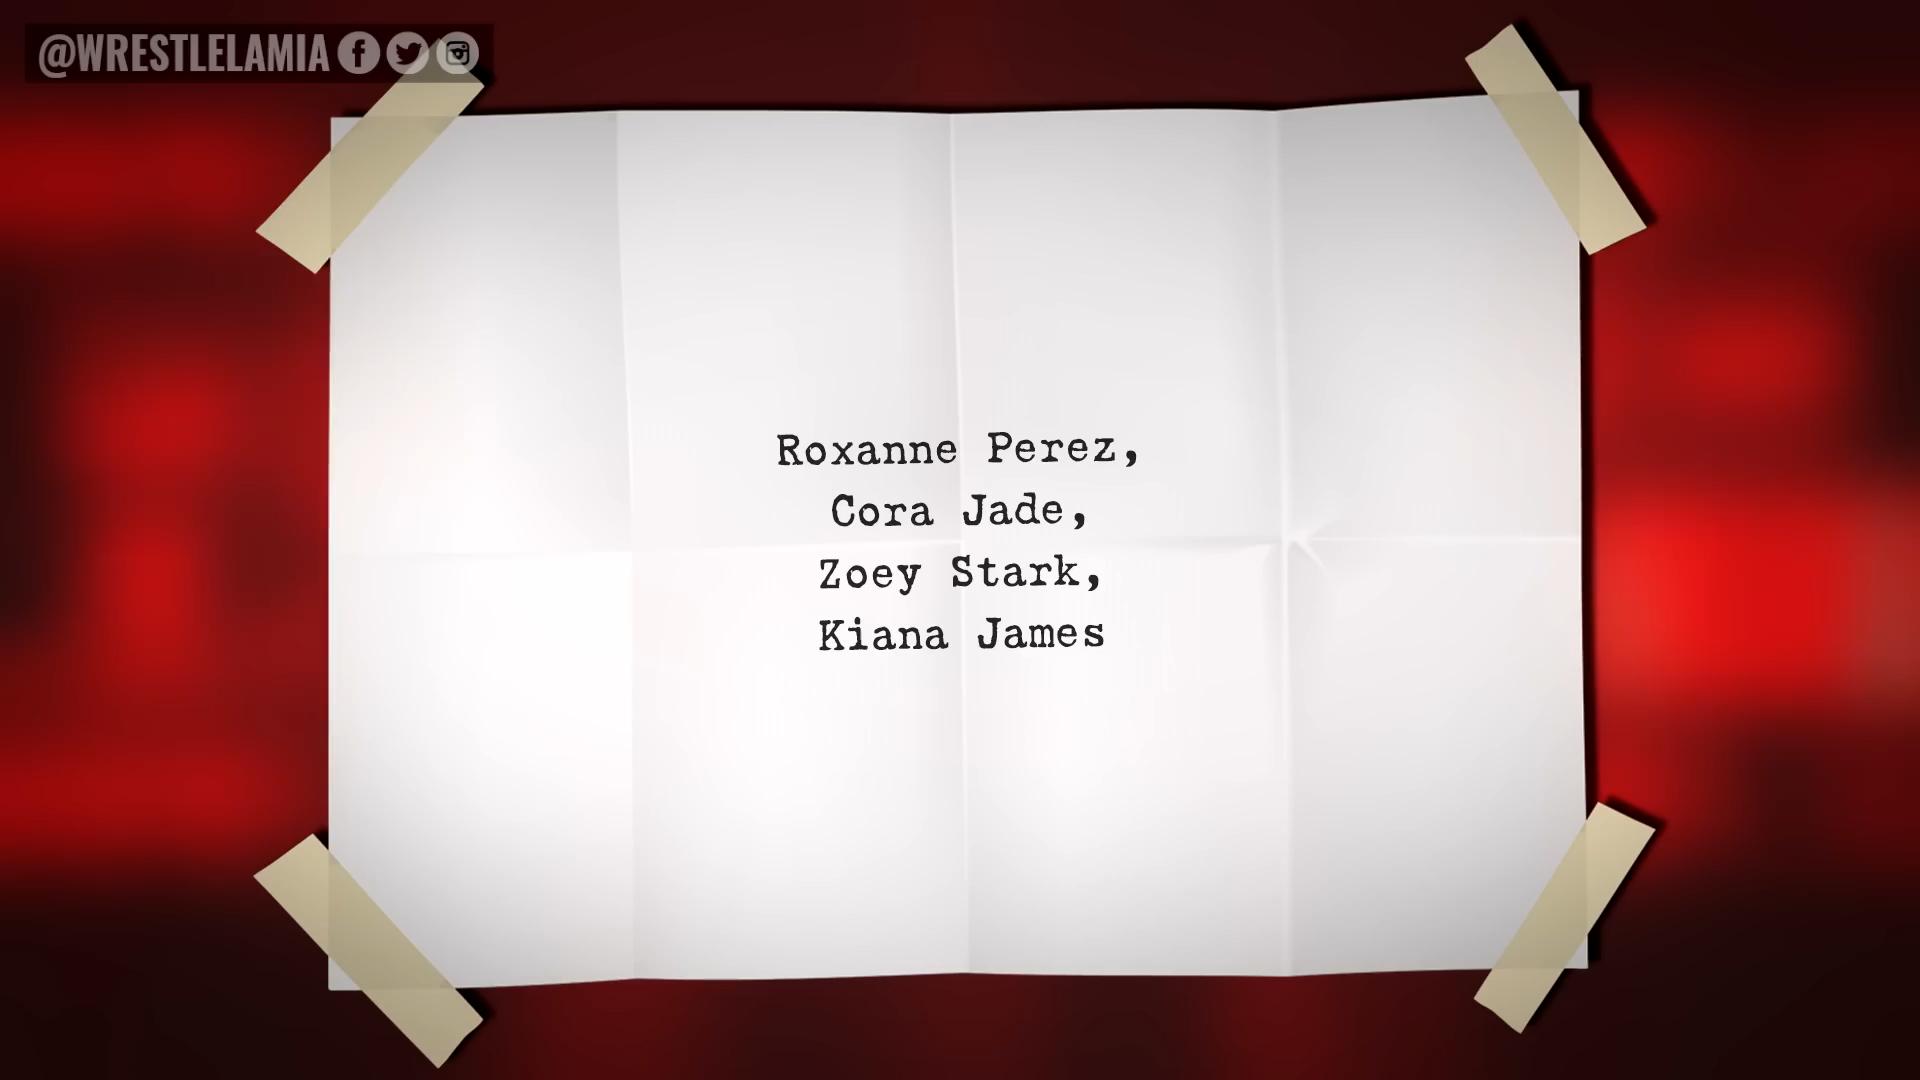 @WRESTLELAMIA
Roxanne Perez,
Cora Jade,
Zoey Stark,
Kiana James